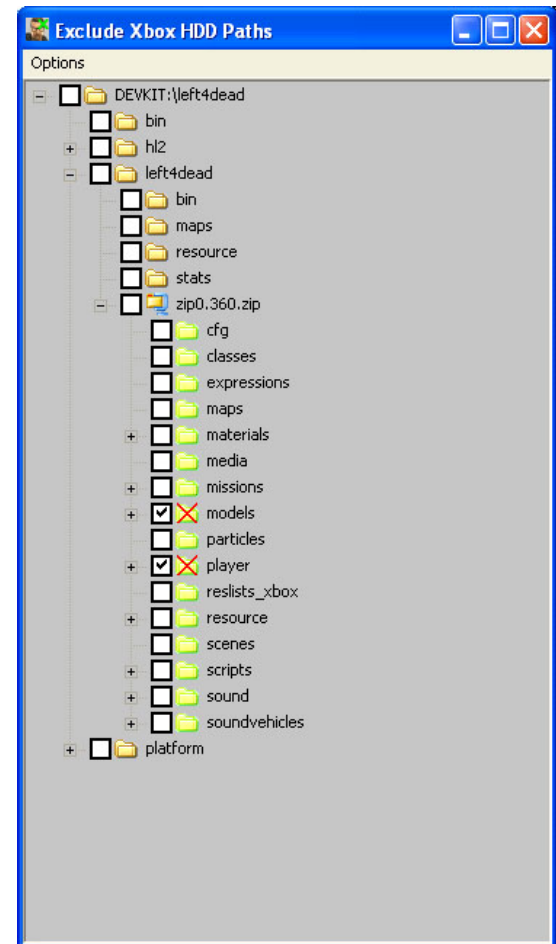 Exclude Xbox HDD Paths
Options
DEVKIT:\left4dead
bin
hl2
left4dead
bin
maps
resource
stats
zip0.360.zip
cfg
classes
expressions
maps
materials
media
missions
models
particles
player
reslists_xbox
resource
scenes
scripts
sound
soundvehicles
platform